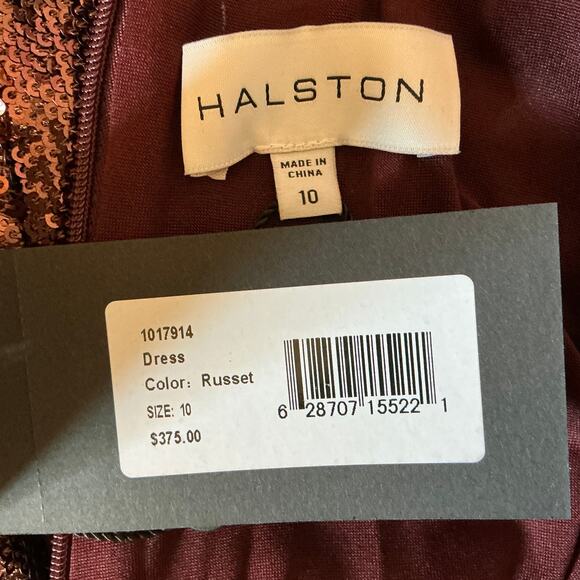 HALSTON
MADE IN
CHINA
10
1017914
Dress
Color: Russet
SIZE: 10
$375.00
6 28707 15522 1